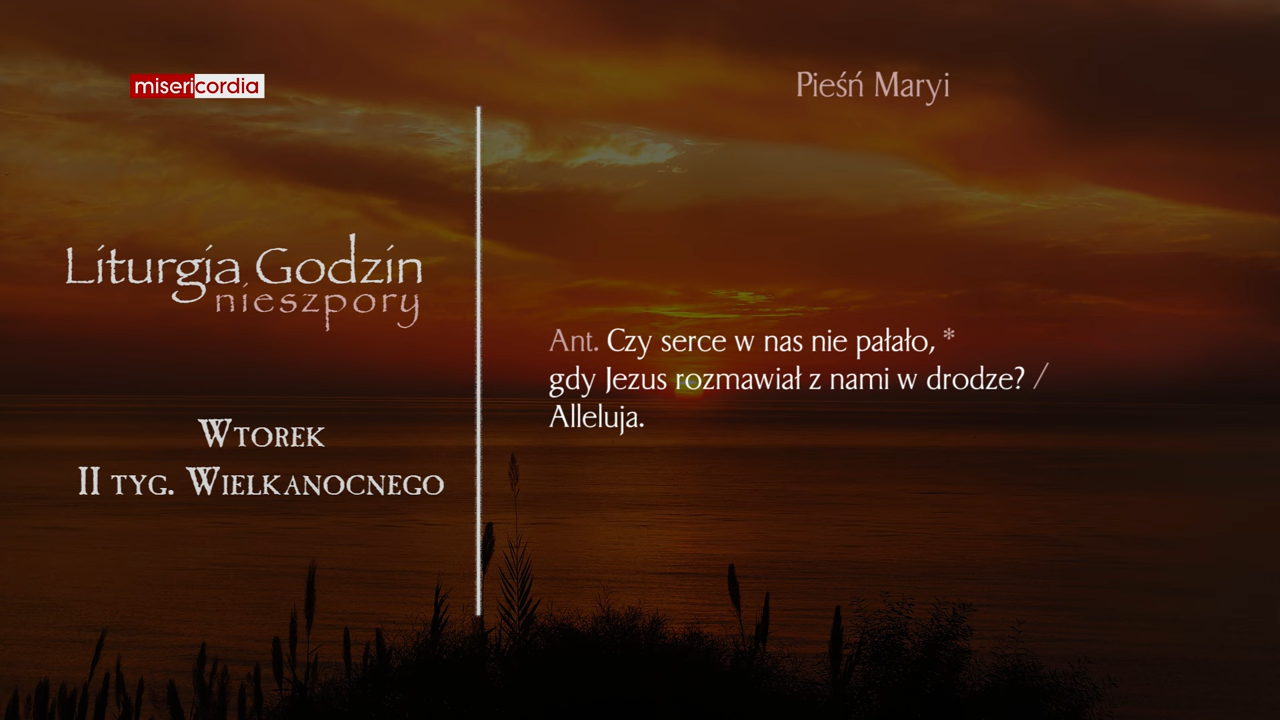 misericordia
Pieśń Maryi
Liturgia Godzin
nieszpory
Ant. Czy serce w nas nie pałało, *
gdy Jezus rozmawiał z nami w drodze? /
Alleluja.
Wtorek
II tyg. Wielkanocnego